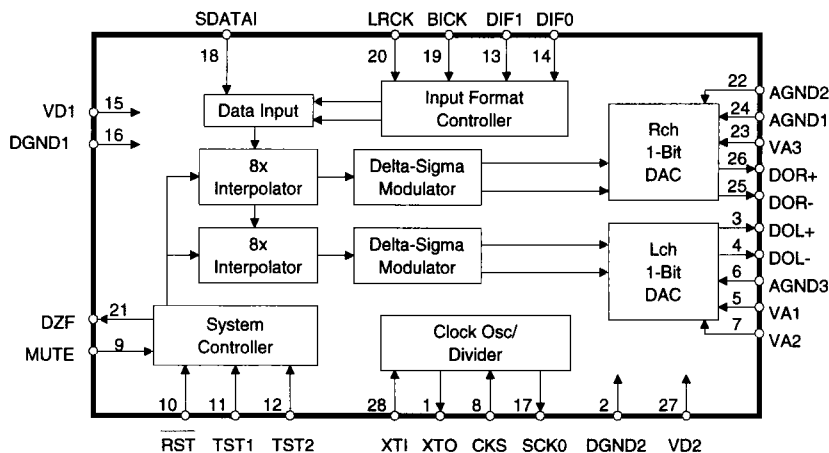 SDATAI LRCK BICK DIF1 DIF0
18 20 19 13 14
VD1 15
DGND1 16
Data Input
Input Format
Controller
22 AGND2
24 AGND1
23 VA3
26 DOR+
25 DOR-
Rch
1-Bit
DAC
8x
Interpolator
Delta-Sigma
Modulator
8x
Interpolator
Delta-Sigma
Modulator
Lch
1-Bit
DAC
3 DOL+
4 DOL-
6 AGND3
5 VA1
7 VA2
DZF 21
MUTE 9
System
Controller
Clock Osc/
Divider
10 11 12 28 1 8 17 2 27
RST TST1 TST2 XTI XTO CKS SCK0 DGND2 VD2